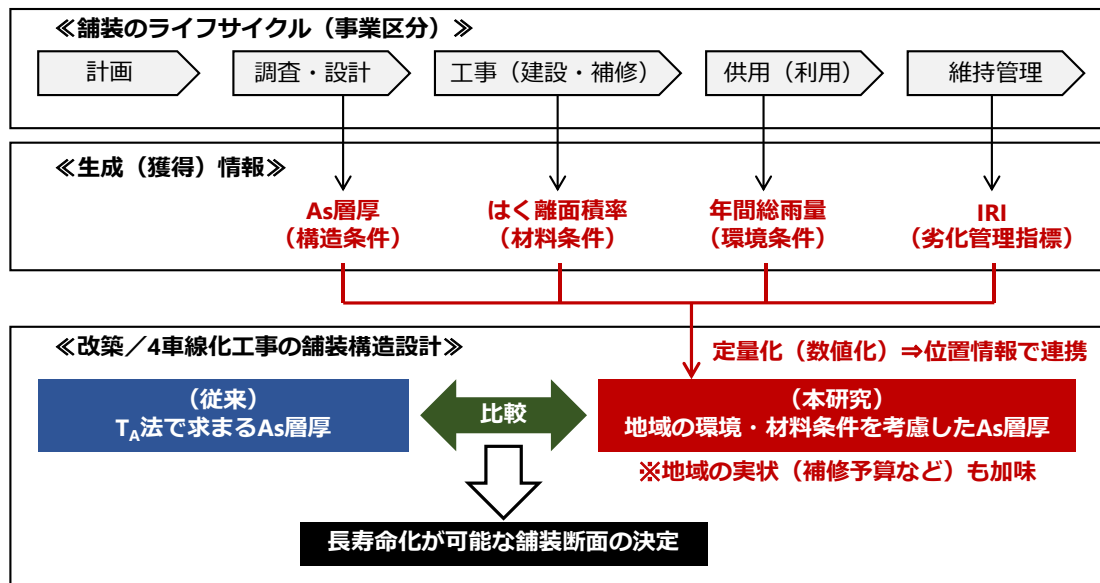 ≪舗装のライフサイクル（事業区分）≫
計画
調査・設計
工事（建設・補修）
供用（利用）
維持管理
≪生成（獲得）情報≫
As層厚
（構造条件）
はく離面積率
（材料条件）
年間総雨量
（環境条件）
IRI
（劣化管理指標）
≪改築／4車線化工事の舗装構造設計≫
定量化（数値化）⇒位置情報で連携
（従来）
TA法で求まるAs層厚
比較
（本研究）
地域の環境・材料条件を考慮したAs層厚
※地域の実状（補修予算など）も加味
長寿命化が可能な舗装断面の決定